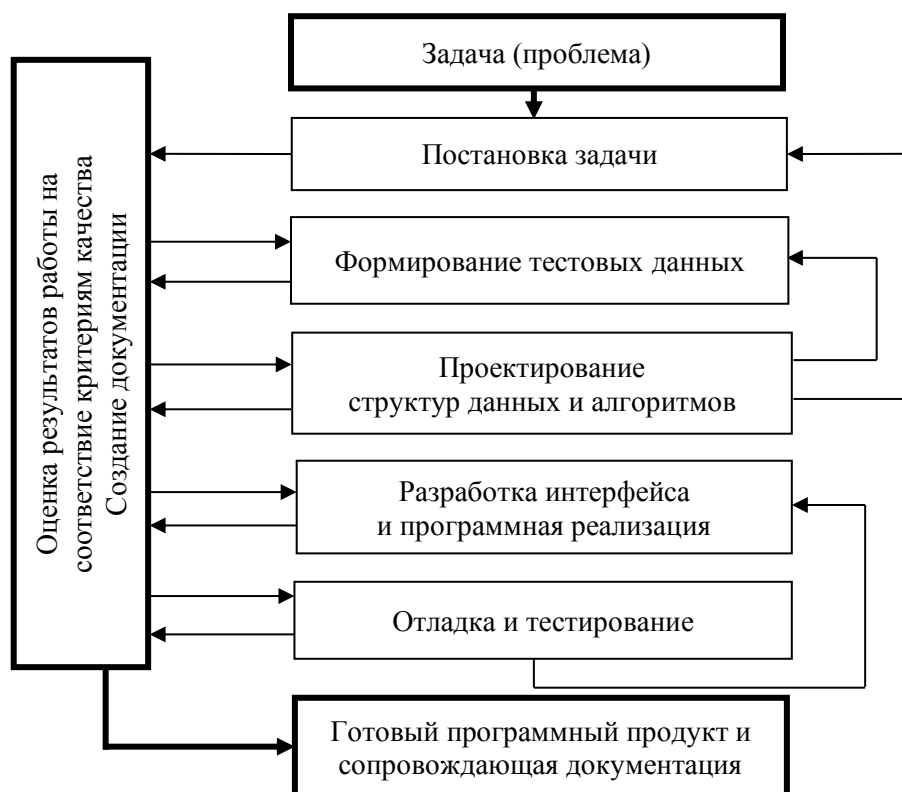 Задача (проблема)
Постановка задачи
Формирование тестовых данных
Проектирование
структур данных и алгоритмов
Разработка интерфейса
и программная реализация
Отладка и тестирование
Готовый программный продукт и
сопровождающая документация
Оценка результатов работы на
соответствие критериям качества
Создание документации